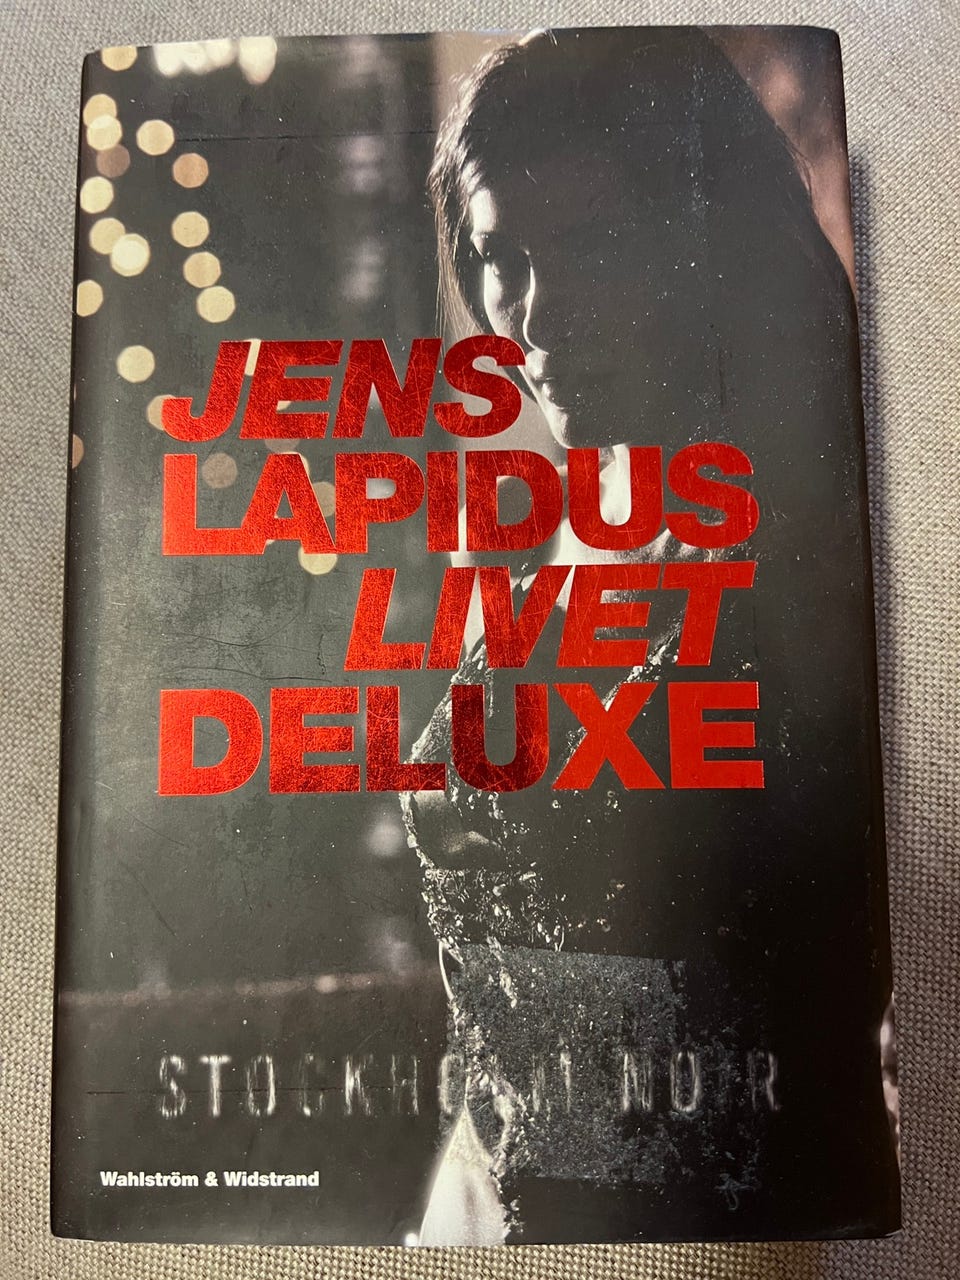 JENS
LAPIDUS
LIVET
DELUXE
STOCKHOLM NOIR
Wahlström & Widstrand